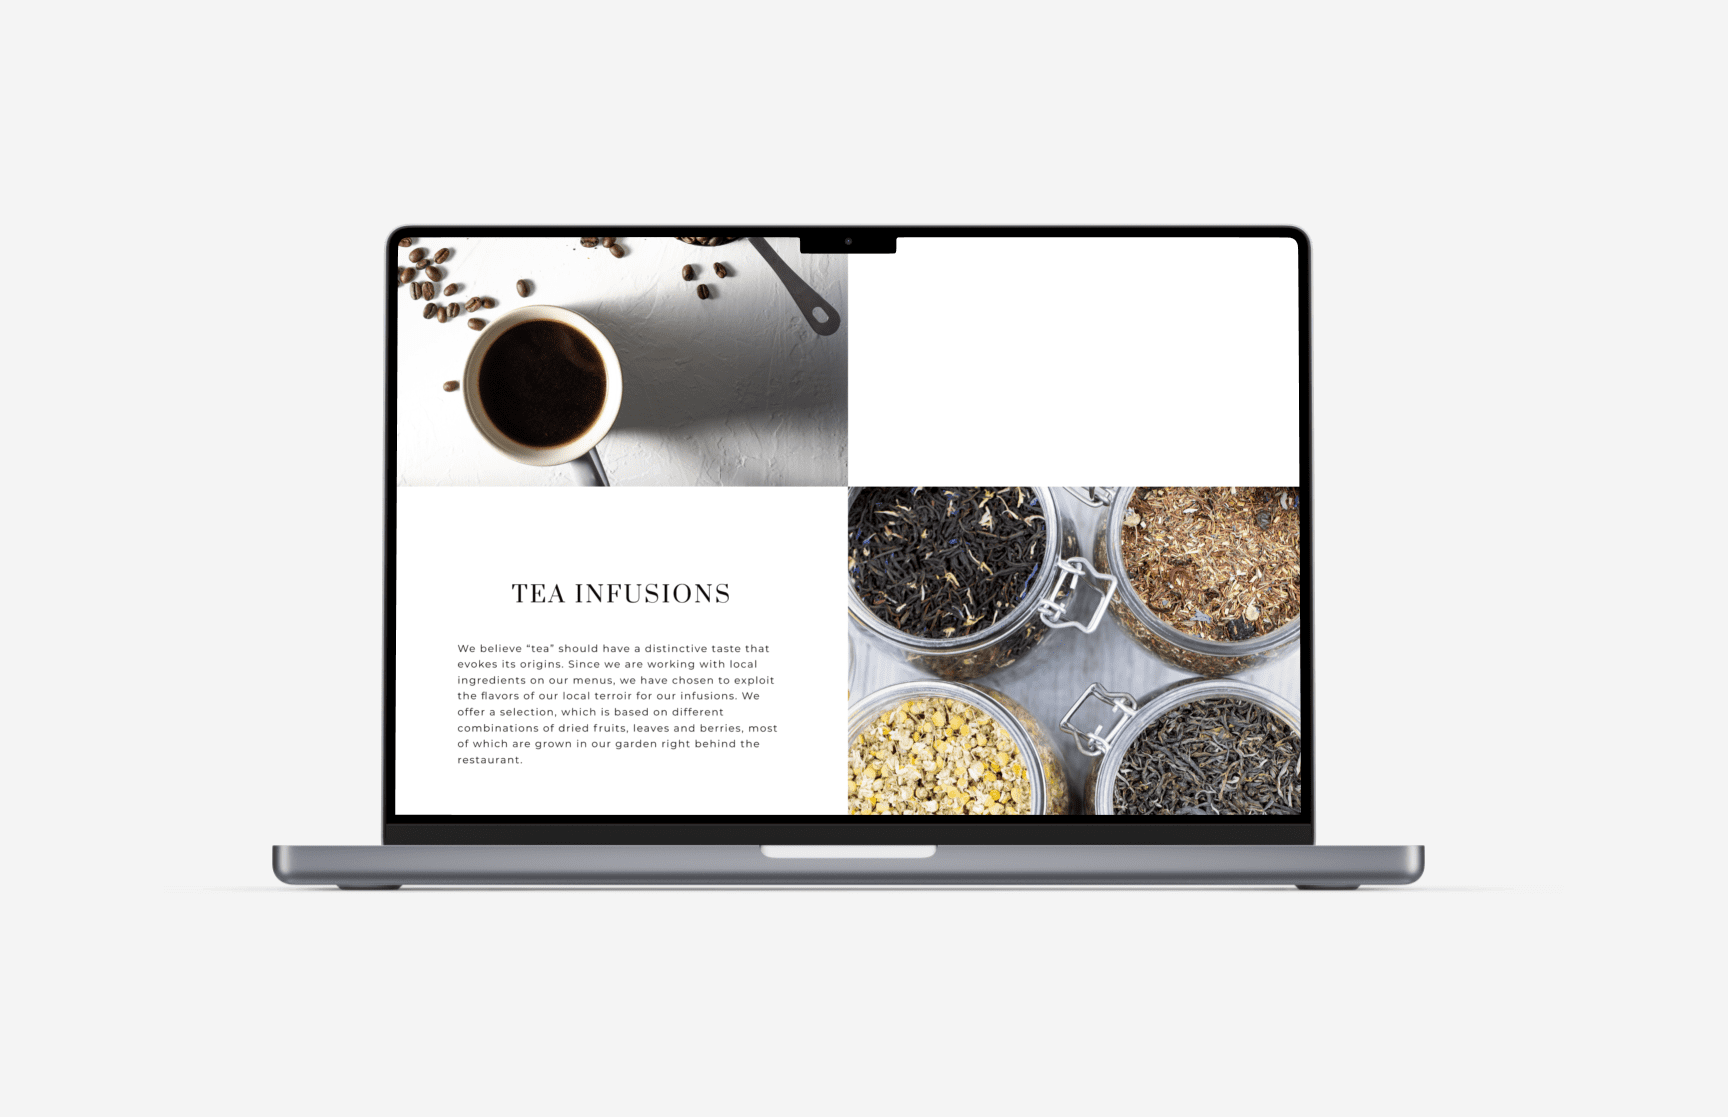 TEA INFUSIONS
We believe “tea” should have a distinctive taste that
evokes its origins. Since we are working with local
ingredients on our menus, we have chosen to exploit
the flavors of our local terroir for our infusions. We
offer a selection, which is based on different
combinations of dried fruits, leaves and berries, most
of which are grown in our garden right behind the
restaurant.